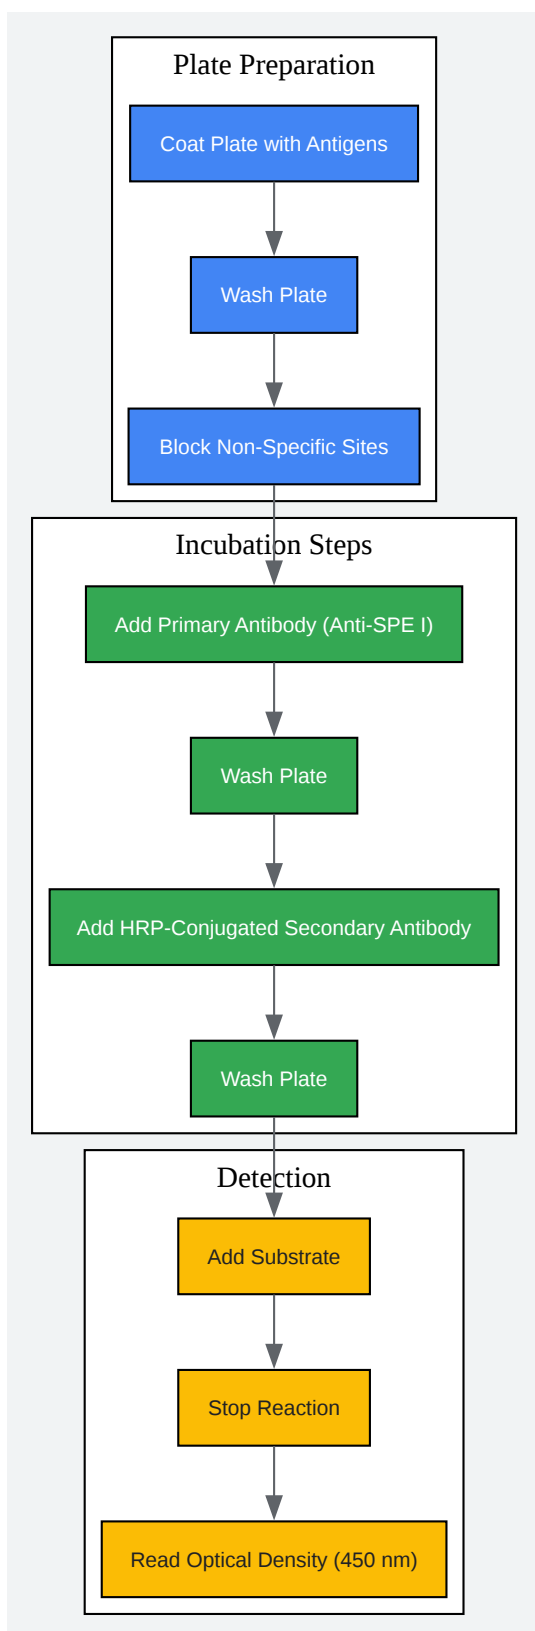 Plate Preparation
Coat Plate with Antigens
Wash Plate
Block Non-Specific Sites
Incubation Steps
Add Primary Antibody (Anti-SPE I)
Wash Plate
Add HRP-Conjugated Secondary Antibody
Wash Plate
Detection
Add Substrate
Stop Reaction
Read Optical Density (450 nm)